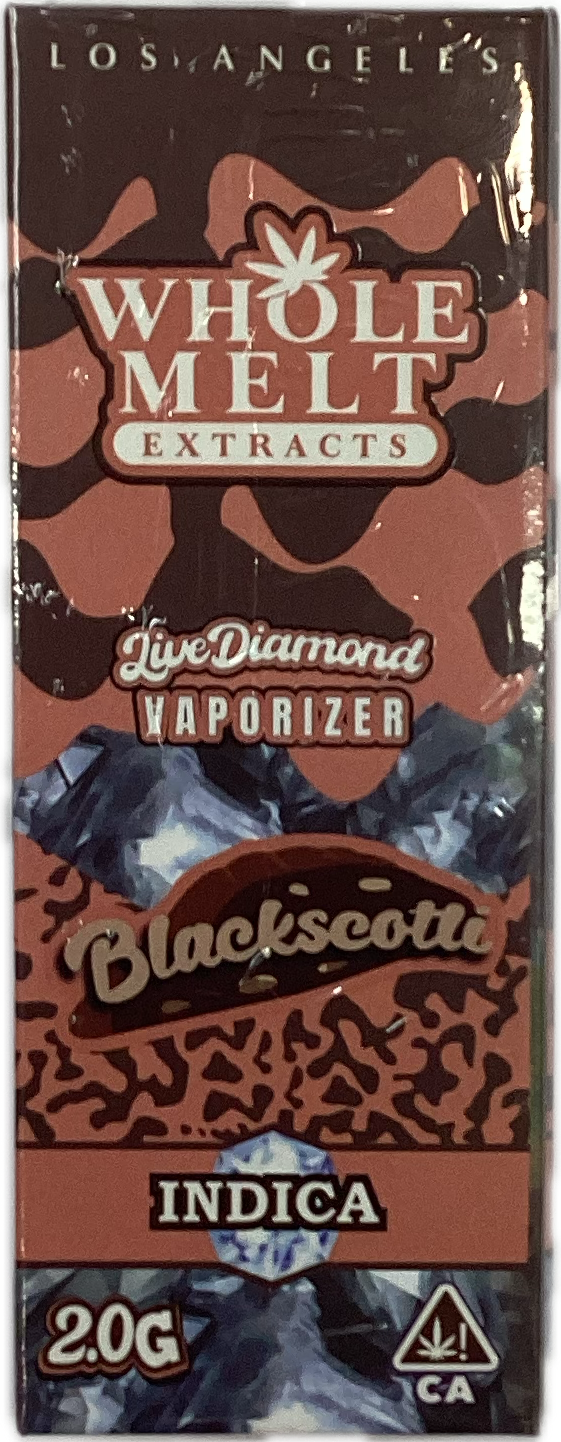 LOS ANGELES
WHOLE
MELT
EXTRACTS
Live Diamond
VAPORIZER
Blackscotti
INDICA
2.0G
!
CA